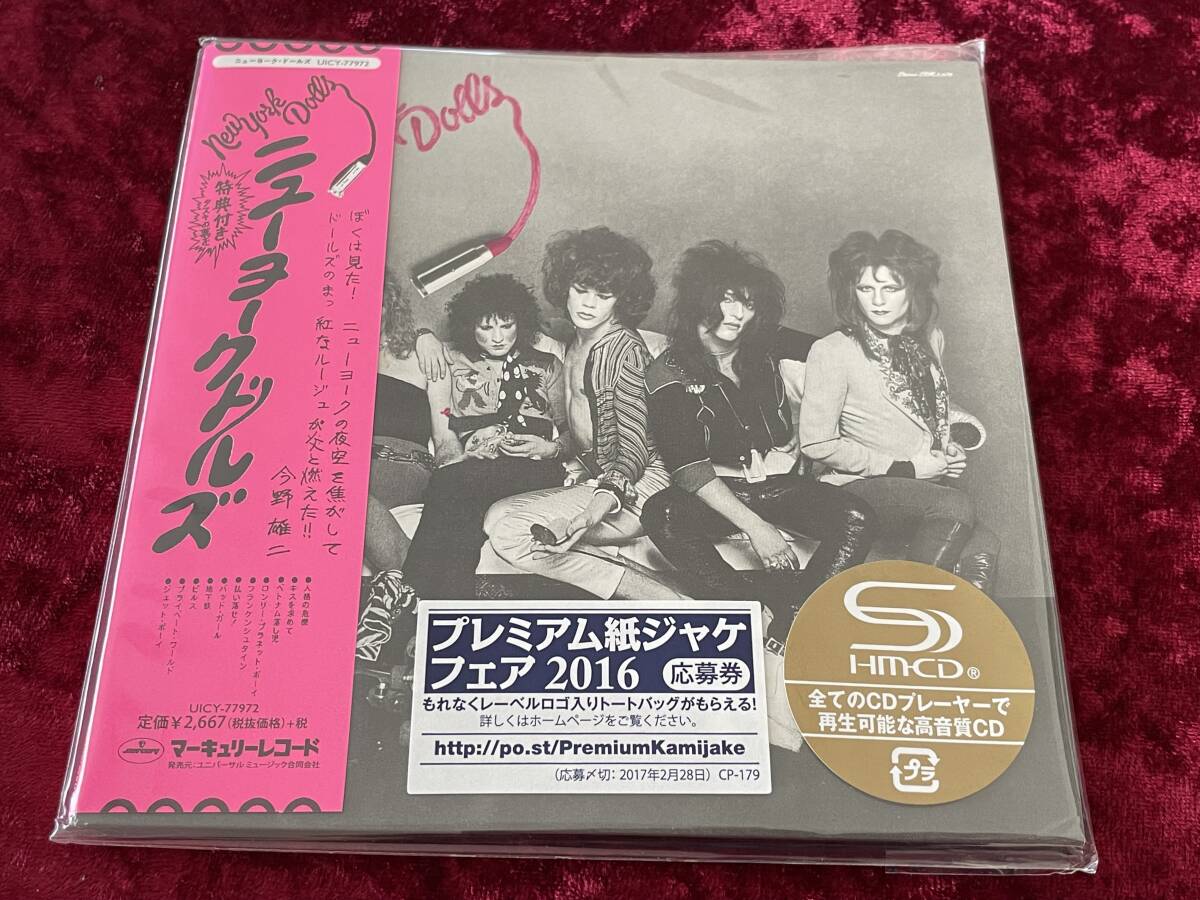 ニューヨーク・ドールズ UICY-77972
New York Dolls
ニューヨーク・ドールズ
特典付き
ぼくは見た! ニューヨークの夜空を焦がして
ドールズのまっ紅なルージュが炎と燃えた!!
今野雄二
●人格の危機
●キスを求めて
●ベトナム落し児
●ロンリー・プラネット・ボーイ
●フランケンシュタイン
●払い落せ!
●バッド・ガール
●地下鉄
●ピルス
●プライベート・ワールド
●ジェット・ボーイ
UICY-77972
定価¥2,667(税抜価格)+税
マーキュリーレコード
発売元:ユニバーサル ミュージック合同会社
Dolls
プレミアム紙ジャケ
フェア 2016 応募券
もれなくレーベルロゴ入りトートバッグがもらえる!
詳しくはホームページをご覧ください。
http://po.st/PremiumKamijake
(応募〆切:2017年2月28日) CP-179
HM-CD®
全てのCDプレーヤーで
再生可能な高音質CD
プラ